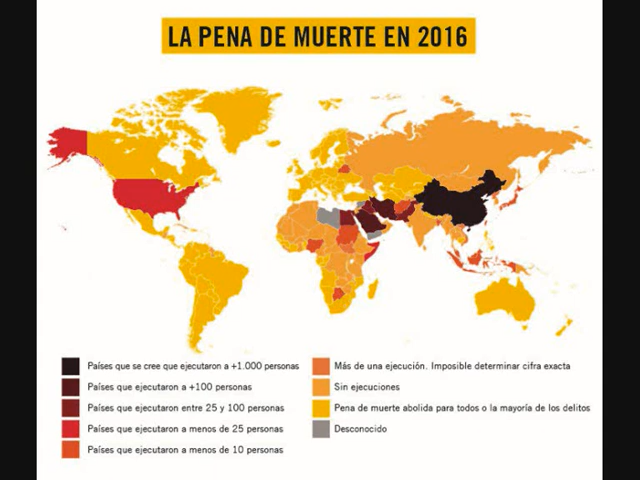 LA PENA DE MUERTE EN 2016
Países que se cree que ejecutaron a +1.000 personas
Países que ejecutaron a +100 personas
Países que ejecutaron entre 25 y 100 personas
Países que ejecutaron a menos de 25 personas
Países que ejecutaron a menos de 10 personas
Más de una ejecución. Imposible determinar cifra exacta
Sin ejecuciones
Pena de muerte abolida para todos o la mayoría de los delitos
Desconocido